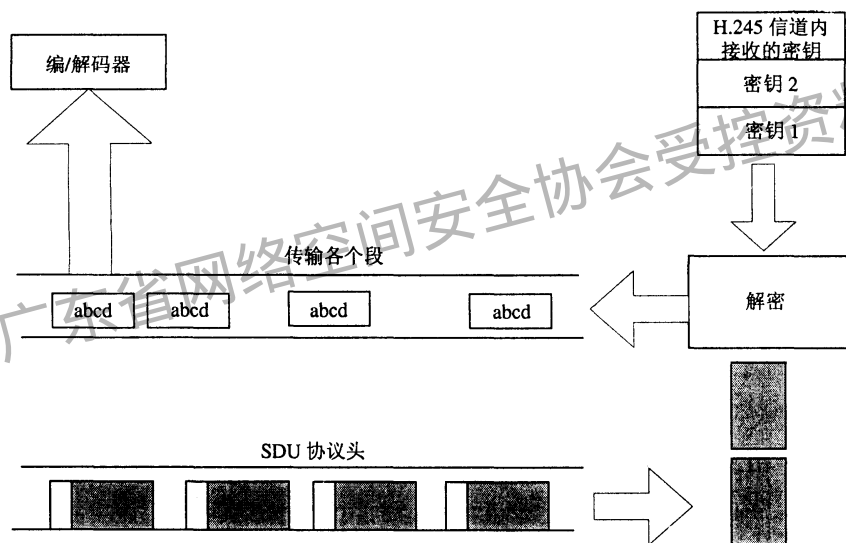 编/解码器
H.245 信道内
接收的密钥
密钥 2
密钥 1
传输各个段
abcd
abcd
abcd
abcd
解密
SDU 协议头
广东省网络空间安全协会受控资料